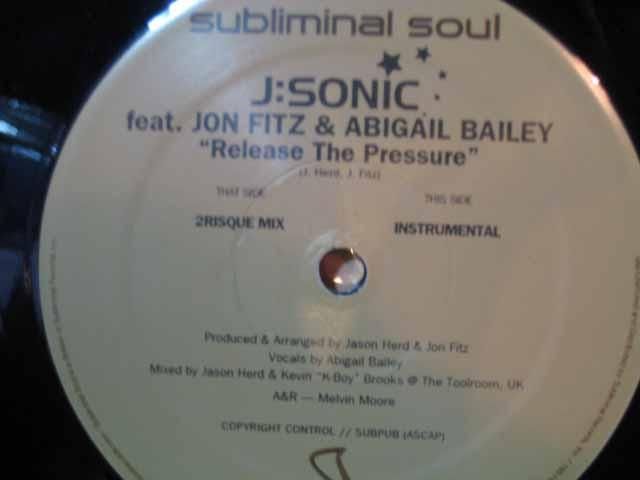 subliminal soul
J:SONIC
feat. JON FITZ & ABIGAIL BAILEY
"Release The Pressure"
(J. Herd, J. Fitz)
THAT SIDE THIS SIDE
2RISQUE MIX INSTRUMENTAL
Produced & Arranged by Jason Herd & Jon Fitz
Vocals by Abigail Bailey
Mixed by Jason Herd & Kevin "K-Boy" Brooks @ The Toolroom, UK
A&R — Melvin Moore
COPYRIGHT CONTROL // SUBPUB (ASCAP)